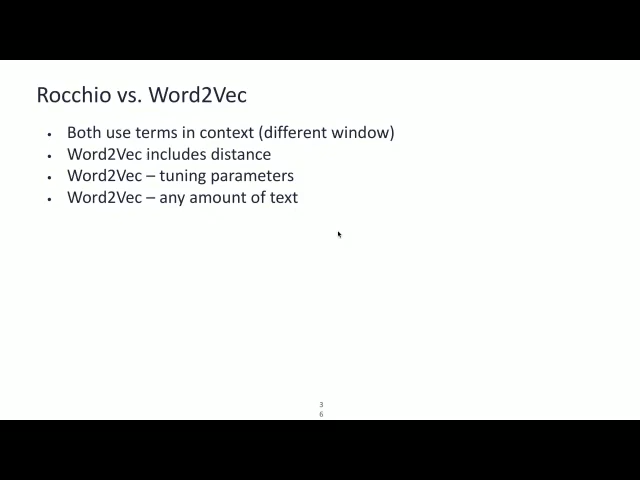 Rocchio vs. Word2Vec
• Both use terms in context (different window)
• Word2Vec includes distance
• Word2Vec – tuning parameters
• Word2Vec – any amount of text
3
6